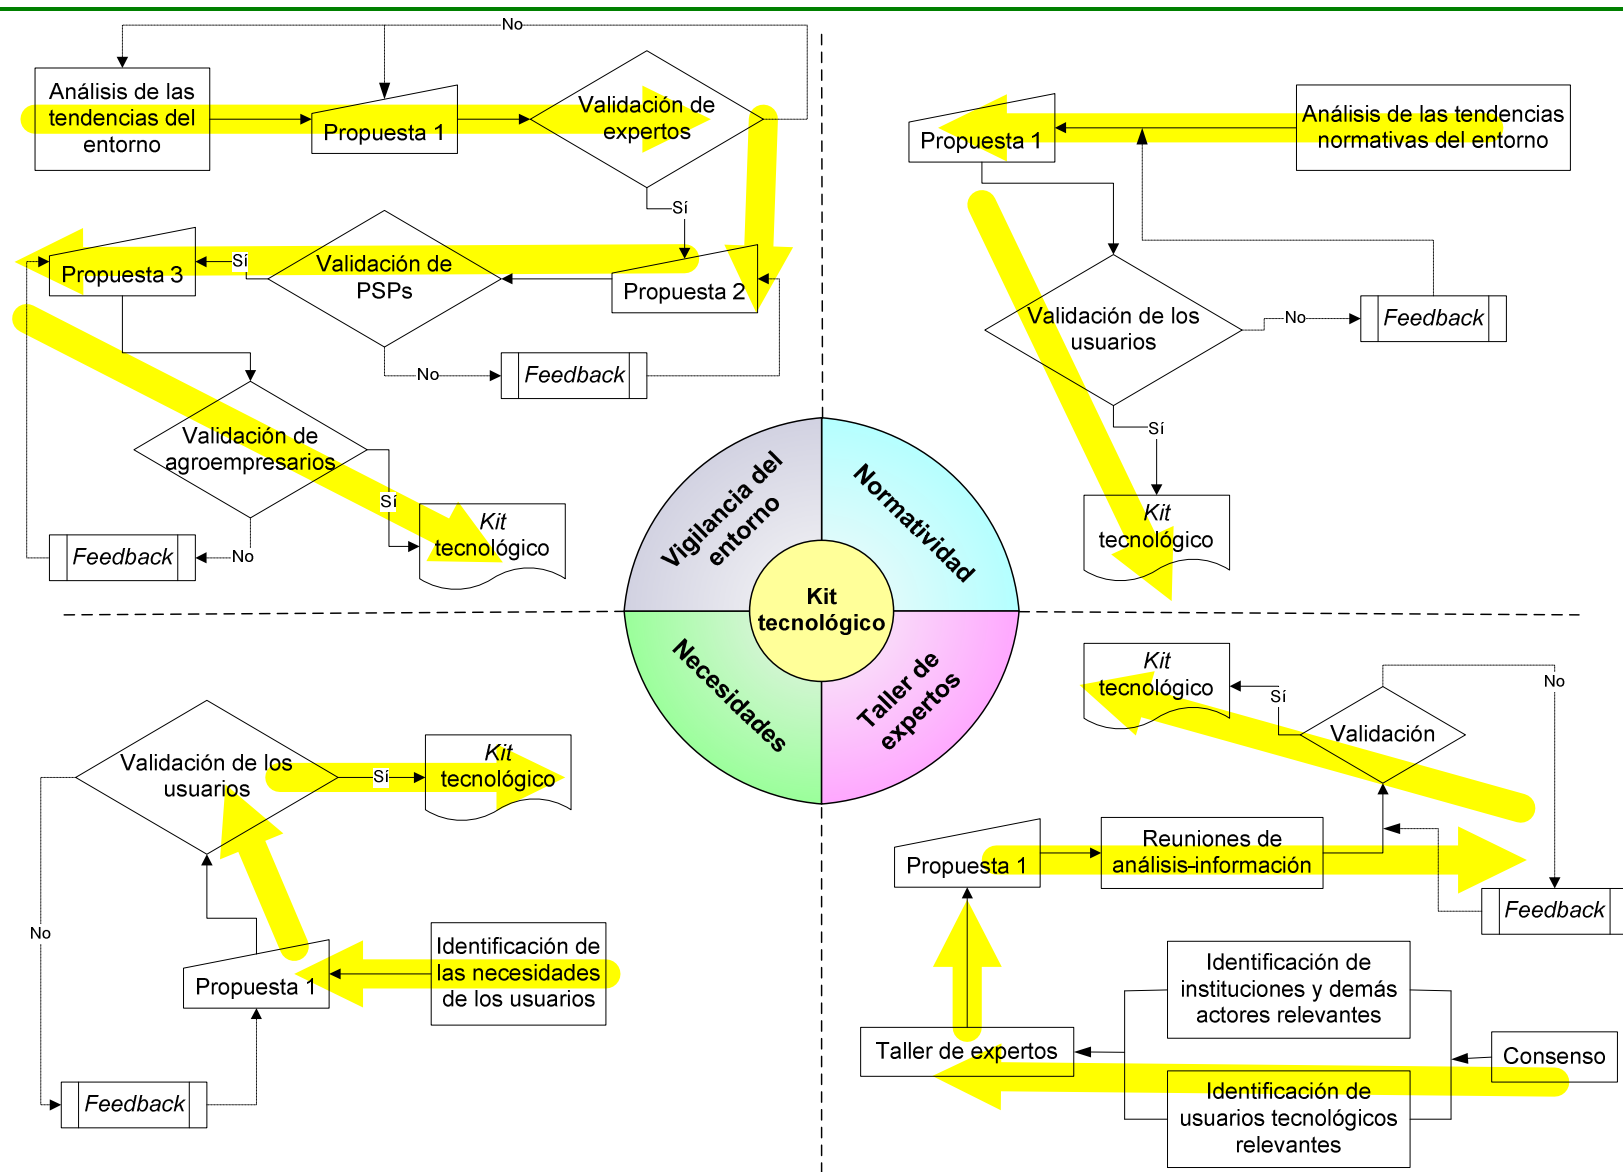 No
Análisis de las
tendencias del
entorno
Propuesta 1
Validación de
expertos
Sí
Propuesta 3
Sí
Validación de
PSPs
Propuesta 2
No
Feedback
Validación de
agroempresarios
Sí
Kit
tecnológico
No
Feedback
Propuesta 1
Análisis de las tendencias
normativas del entorno
Validación de los
usuarios
No
Feedback
Sí
Kit
tecnológico
Vigilancia del
entorno
Normatividad
Kit
tecnológico
Necesidades
Taller de
expertos
Validación de los
usuarios
Sí
Kit
tecnológico
No
Propuesta 1
Identificación de
las necesidades
de los usuarios
Feedback
Kit
tecnológico
Sí
Validación
No
Propuesta 1
Reuniones de
análisis-información
Feedback
Identificación de
instituciones y demás
actores relevantes
Taller de expertos
Consenso
Identificación de
usuarios tecnológicos
relevantes